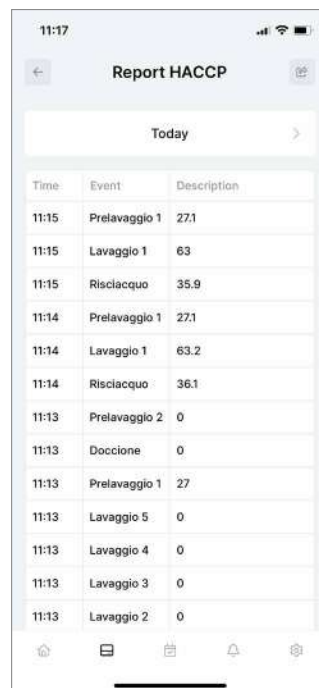 11:17
Report HACCP
Today
Time Event Description
11:15 Prelavaggio 1 27.1
11:15 Lavaggio 1 63
11:15 Risciacquo 35.9
11:14 Prelavaggio 1 27.1
11:14 Lavaggio 1 63.2
11:14 Risciacquo 36.1
11:13 Prelavaggio 2 0
11:13 Doccione 0
11:13 Prelavaggio 1 27
11:13 Lavaggio 5 0
11:13 Lavaggio 4 0
11:13 Lavaggio 3 0
11:13 Lavaggio 2 0